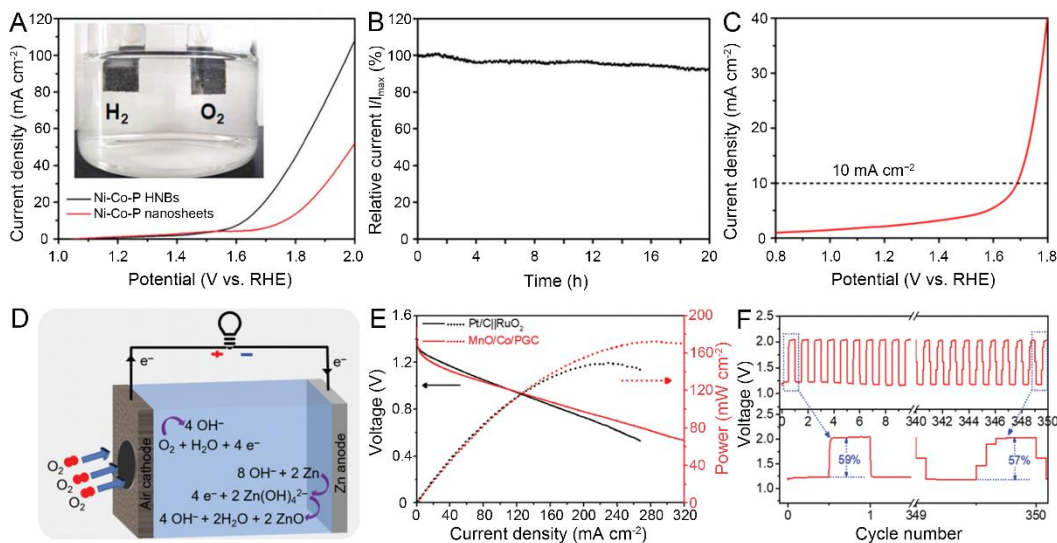 A
Current density (mA cm⁻²)
120
100
80
60
40
20
0
H₂
O₂
Ni-Co-P HNBs
Ni-Co-P nanosheets
1.0
1.2
1.4
1.6
1.8
2.0
Potential (V vs. RHE)
B
Relative current I/Iₘₐₓ (%)
120
100
80
60
40
20
0
0
4
8
12
16
20
Time (h)
C
Current density (mA cm⁻²)
40
30
20
10
0
10 mA cm⁻²
0.8
1.0
1.2
1.4
1.6
1.8
Potential (V vs. RHE)
D
e⁻
+
−
e⁻
Air cathode
4 OH⁻
O₂ + H₂O + 4 e⁻
O₂
O₂
O₂
8 OH⁻ + 2 Zn
4 e⁻ + 2 Zn(OH)₄²⁻
4 OH⁻ + 2H₂O + 2 ZnO
Zn anode
E
Voltage (V)
1.6
1.2
0.8
0.4
0
Pt/C||RuO₂
MnO/Co/PGC
200
160
120
80
40
0
Power (mW cm⁻²)
0
40
80
120
160
200
240
280
320
Current density (mA cm⁻²)
F
Voltage (V)
2.5
2.0
1.5
1.0
0 2 4 6 8 10 340 342 344 346 348 350
2.4
2.0
1.6
1.2
59%
57%
0
1
349
350
Cycle number